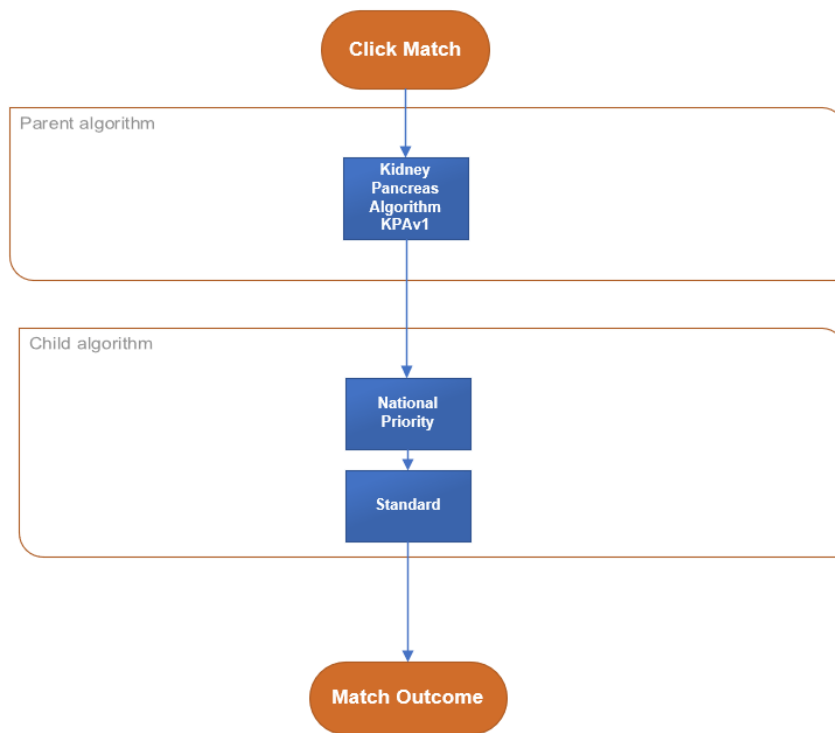 Click Match
Parent algorithm
Kidney
Pancreas
Algorithm
KPAv1
Child algorithm
National
Priority
Standard
Match Outcome